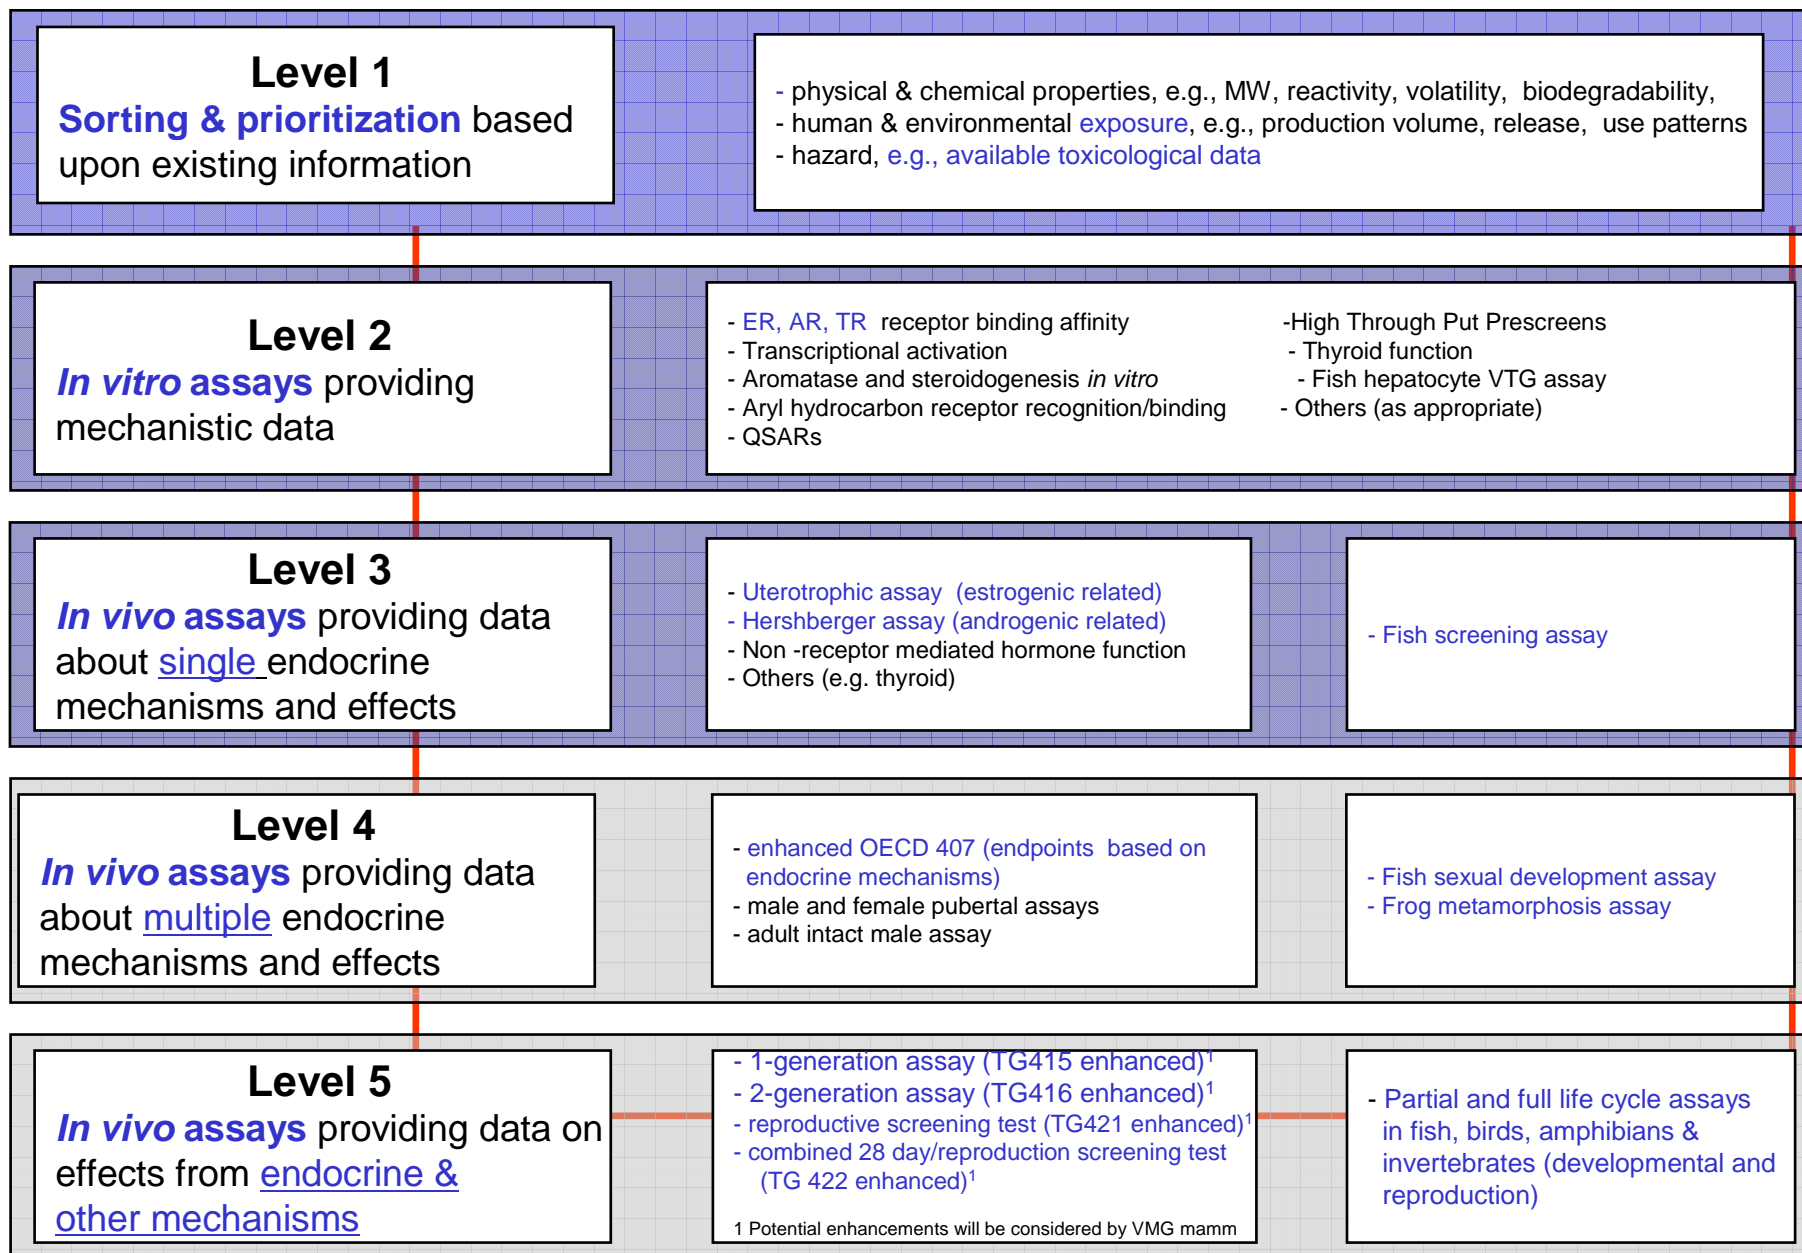 Level 1
Sorting & prioritization based
upon existing information
- physical & chemical properties, e.g., MW, reactivity, volatility, biodegradability,
- human & environmental exposure, e.g., production volume, release, use patterns
- hazard, e.g., available toxicological data
Level 2
In vitro assays providing
mechanistic data
- ER, AR, TR receptor binding affinity
- Transcriptional activation
- Aromatase and steroidogenesis in vitro
- Aryl hydrocarbon receptor recognition/binding
- QSARs
-High Through Put Prescreens
- Thyroid function
- Fish hepatocyte VTG assay
- Others (as appropriate)
Level 3
In vivo assays providing data
about single endocrine
mechanisms and effects
- Uterotrophic assay (estrogenic related)
- Hershberger assay (androgenic related)
- Non -receptor mediated hormone function
- Others (e.g. thyroid)
- Fish screening assay
Level 4
In vivo assays providing data
about multiple endocrine
mechanisms and effects
- enhanced OECD 407 (endpoints based on
endocrine mechanisms)
- male and female pubertal assays
- adult intact male assay
- Fish sexual development assay
- Frog metamorphosis assay
Level 5
In vivo assays providing data on
effects from endocrine &
other mechanisms
- 1-generation assay (TG415 enhanced)1
- 2-generation assay (TG416 enhanced)1
- reproductive screening test (TG421 enhanced)1
- combined 28 day/reproduction screening test
(TG 422 enhanced)1
1 Potential enhancements will be considered by VMG mamm
- Partial and full life cycle assays
in fish, birds, amphibians &
invertebrates (developmental and
reproduction)